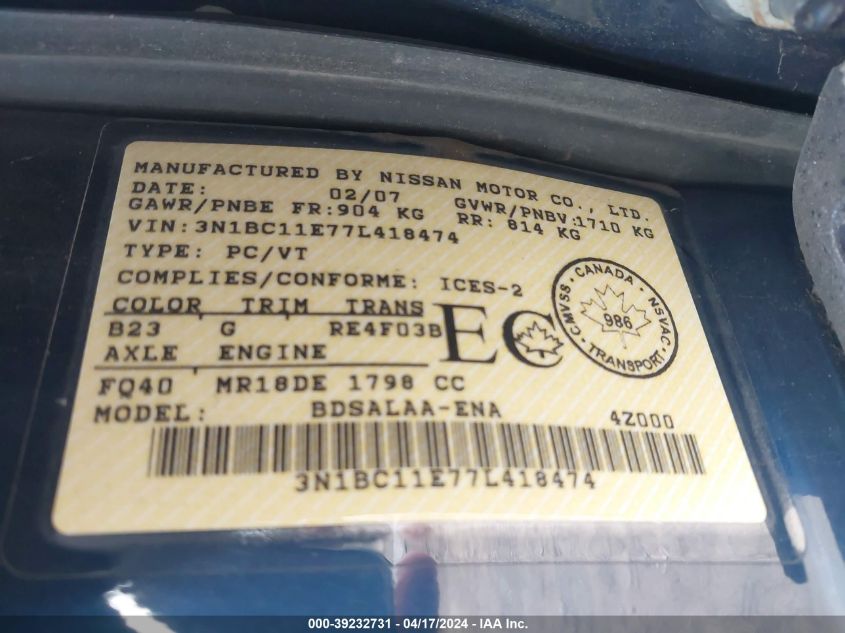 MANUFACTURED BY NISSAN MOTOR CO., LTD.
DATE: 02/07 GVWR/PNBV:1710 KG
GAWR/PNBE FR:904 KG RR: 814 KG
VIN:3N1BC11E77L418474
TYPE: PC/VT
COMPLIES/CONFORME: ICES-2
COLOR TRIM TRANS
B23 G RE4F03B
AXLE ENGINE
FQ40 MR18DE 1798 CC
EC
CANADA
CMVSS · NSVAC
986
TRANSPORT
MODEL: BDSALAA-ENA 4Z000
3N1BC11E77L418474
000-39232731 - 04/17/2024 - IAA Inc.